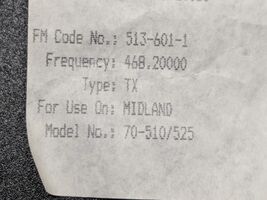 FM Code No.: 513-601-1
Frequency: 468.20000
Type: TX
For Use On: MIDLAND
Model No.: 70-510/525